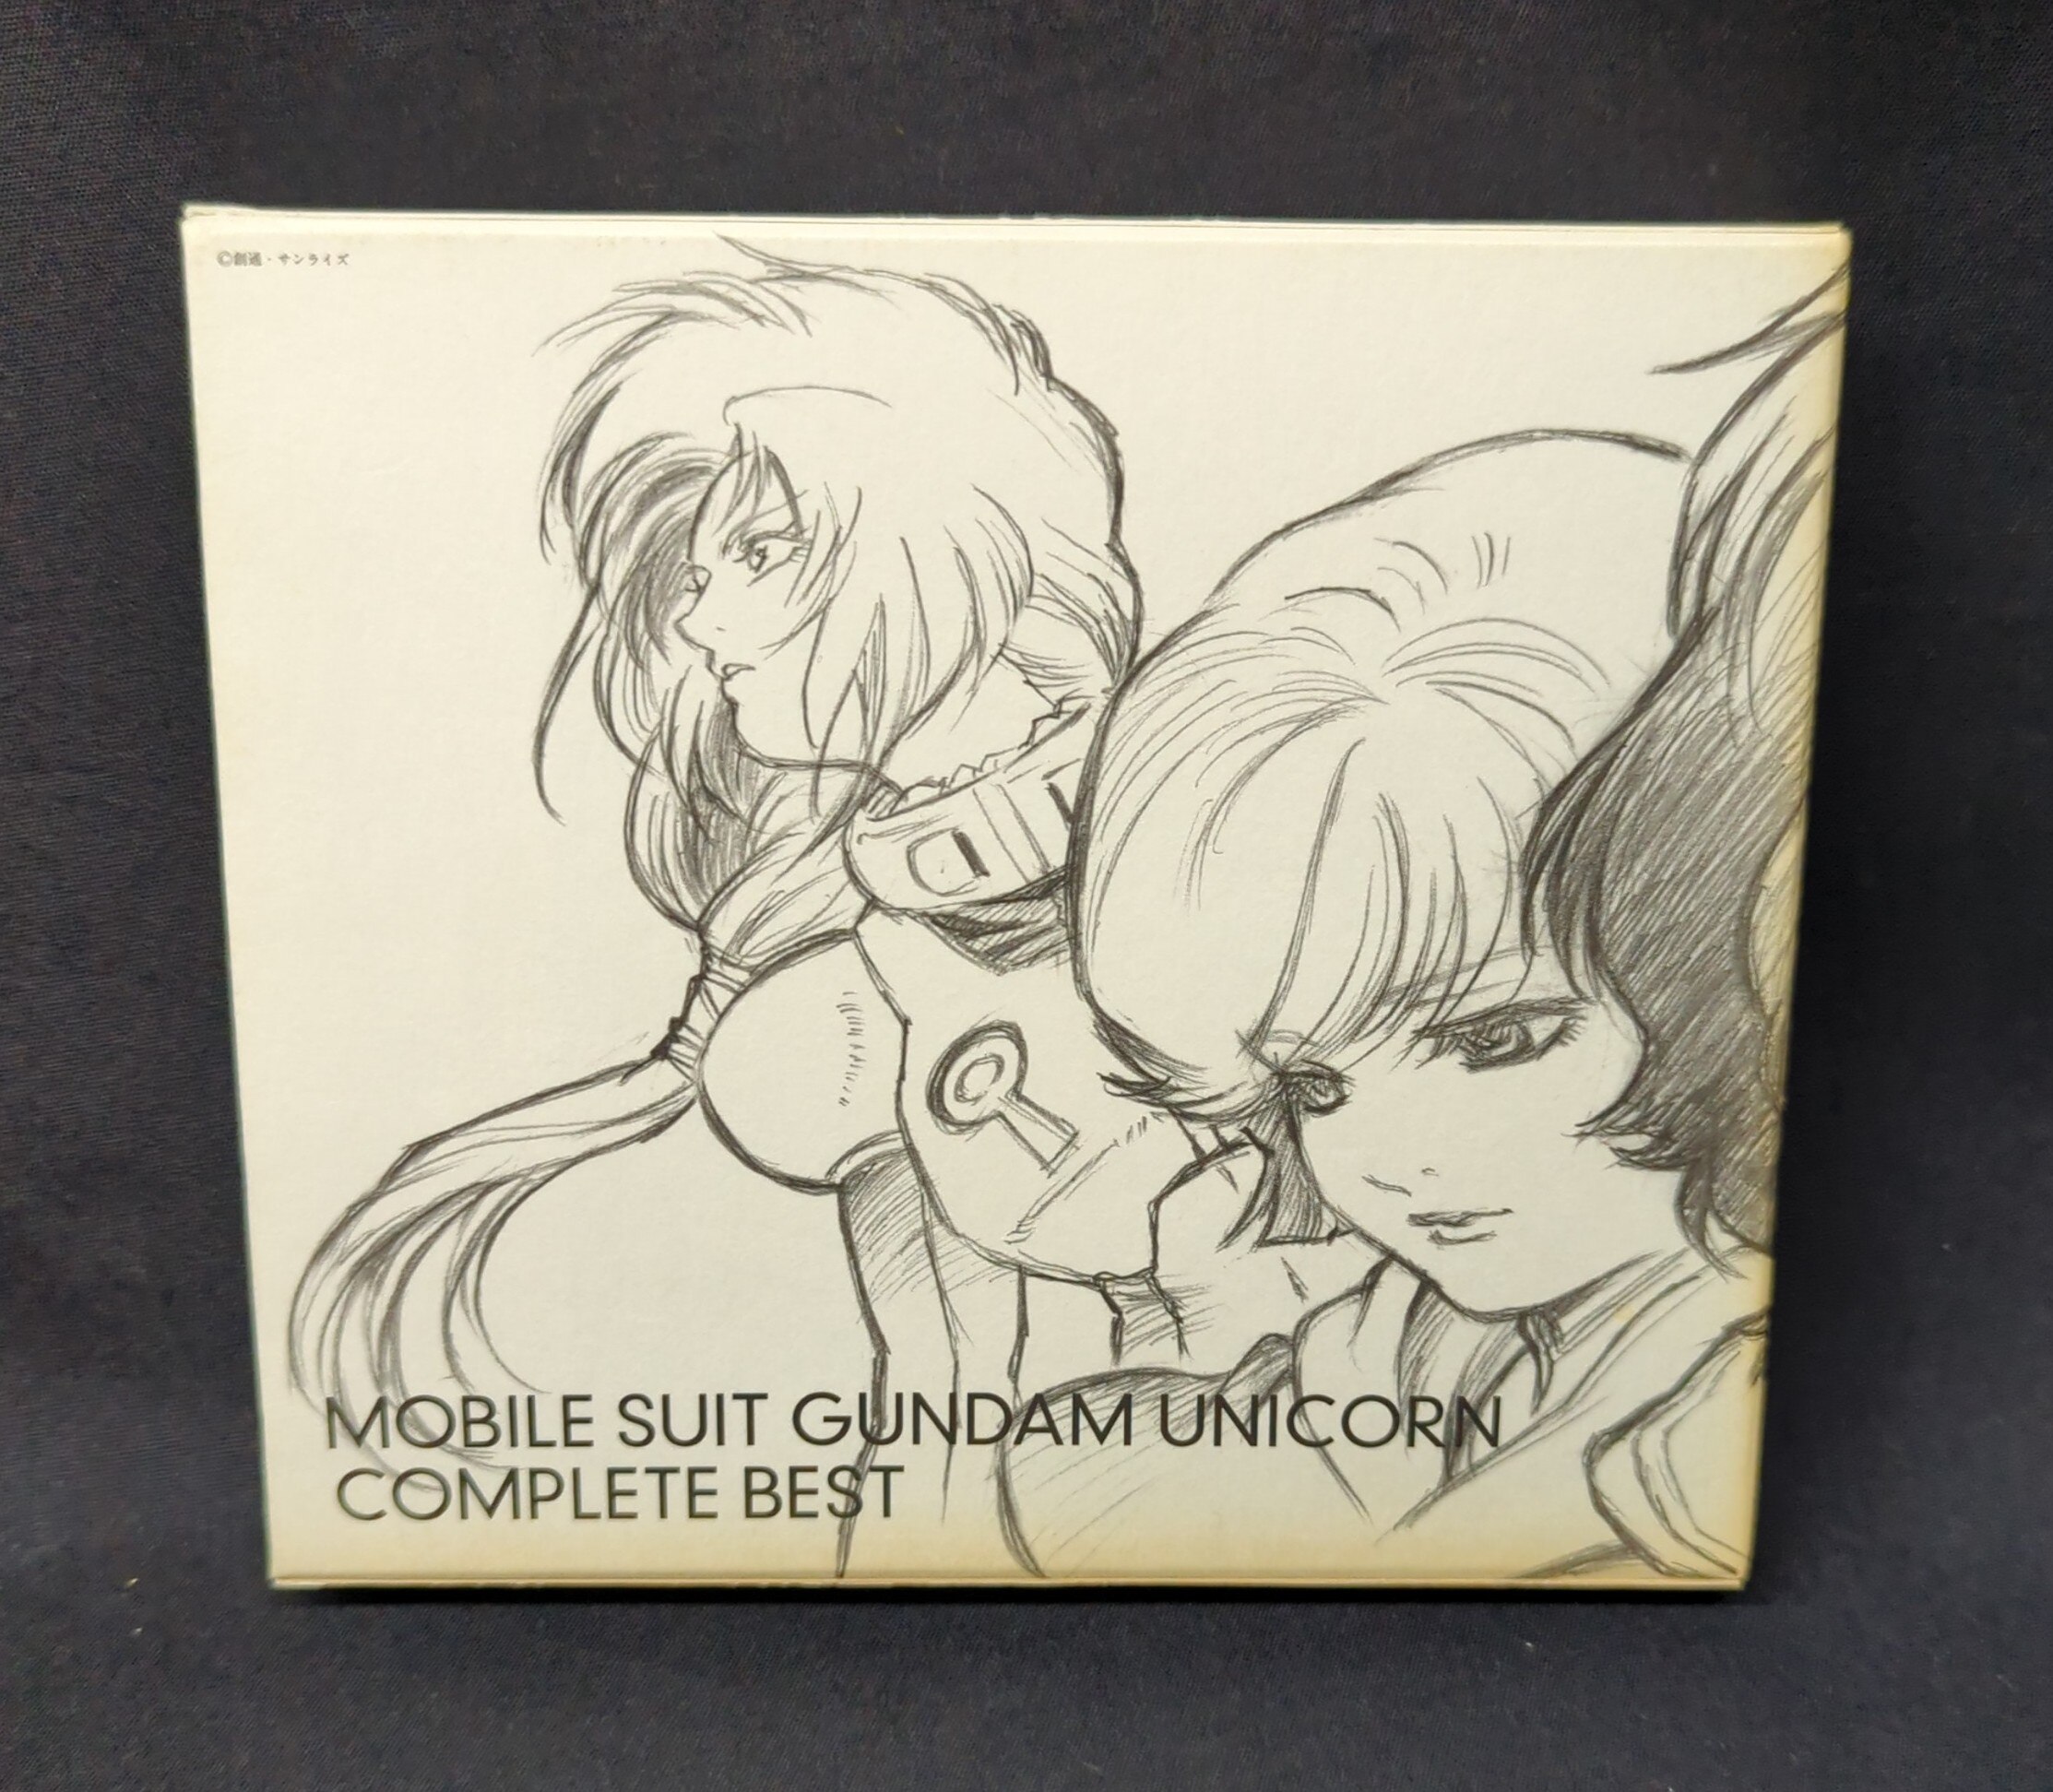 ©創通・サンライズ
MOBILE SUIT GUNDAM UNICORN
COMPLETE BEST